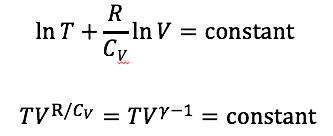 ln T + R/C_V ln V = constant
TV^{R/C_V} = TV^{γ−1} = constant